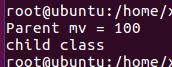 root@ubuntu:/home/x
Parent mv = 100
child class
root@ubuntu:/home/x